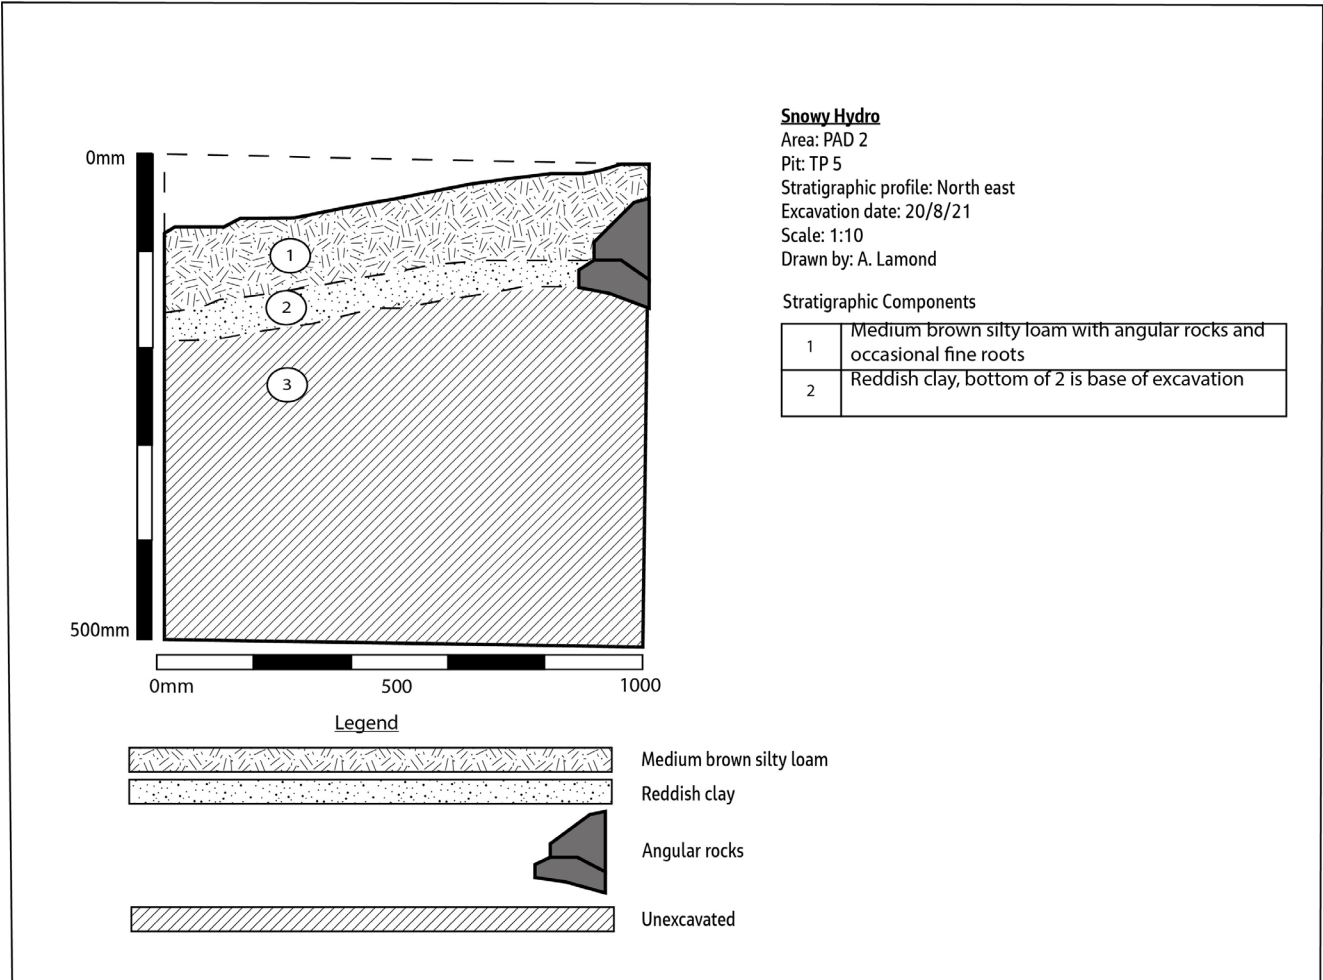 Snowy Hydro
Area: PAD 2
Pit: TP 5
Stratigraphic profile: North east
Excavation date: 20/8/21
Scale: 1:10
Drawn by: A. Lamond
Stratigraphic Components
1 Medium brown silty loam with angular rocks and
occasional fine roots
2 Reddish clay, bottom of 2 is base of excavation
0mm
1
2
3
500mm
0mm 500 1000
Legend
Medium brown silty loam
Reddish clay
Angular rocks
Unexcavated